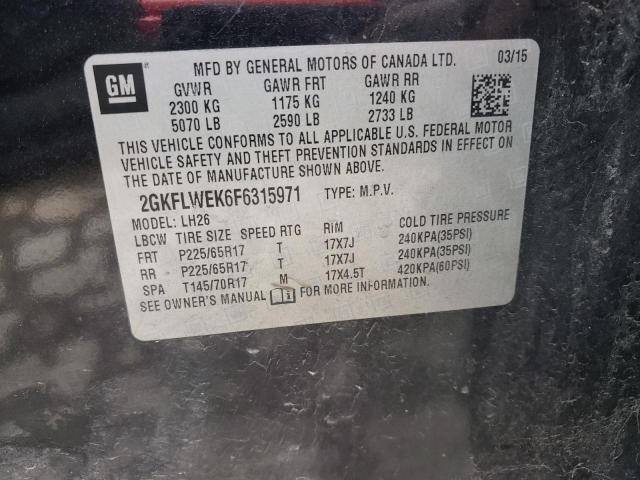 GM
MFD BY GENERAL MOTORS OF CANADA LTD. 03/15
GVWR GAWR FRT GAWR RR
2300 KG 1175 KG 1240 KG
5070 LB 2590 LB 2733 LB
THIS VEHICLE CONFORMS TO ALL APPLICABLE U.S. FEDERAL MOTOR
VEHICLE SAFETY AND THEFT PREVENTION STANDARDS IN EFFECT ON
THE DATE OF MANUFACTURE SHOWN ABOVE.
2GKFLWEK6F6315971 TYPE: M.P.V.
MODEL: LH26
LBCW TIRE SIZE SPEED RTG RIM COLD TIRE PRESSURE
FRT P225/65R17 T 17X7J 240KPA(35PSI)
RR P225/65R17 T 17X7J 240KPA(35PSI)
SPA T145/70R17 M 17X4.5T 420KPA(60PSI)
SEE OWNER'S MANUAL FOR MORE INFORMATION.